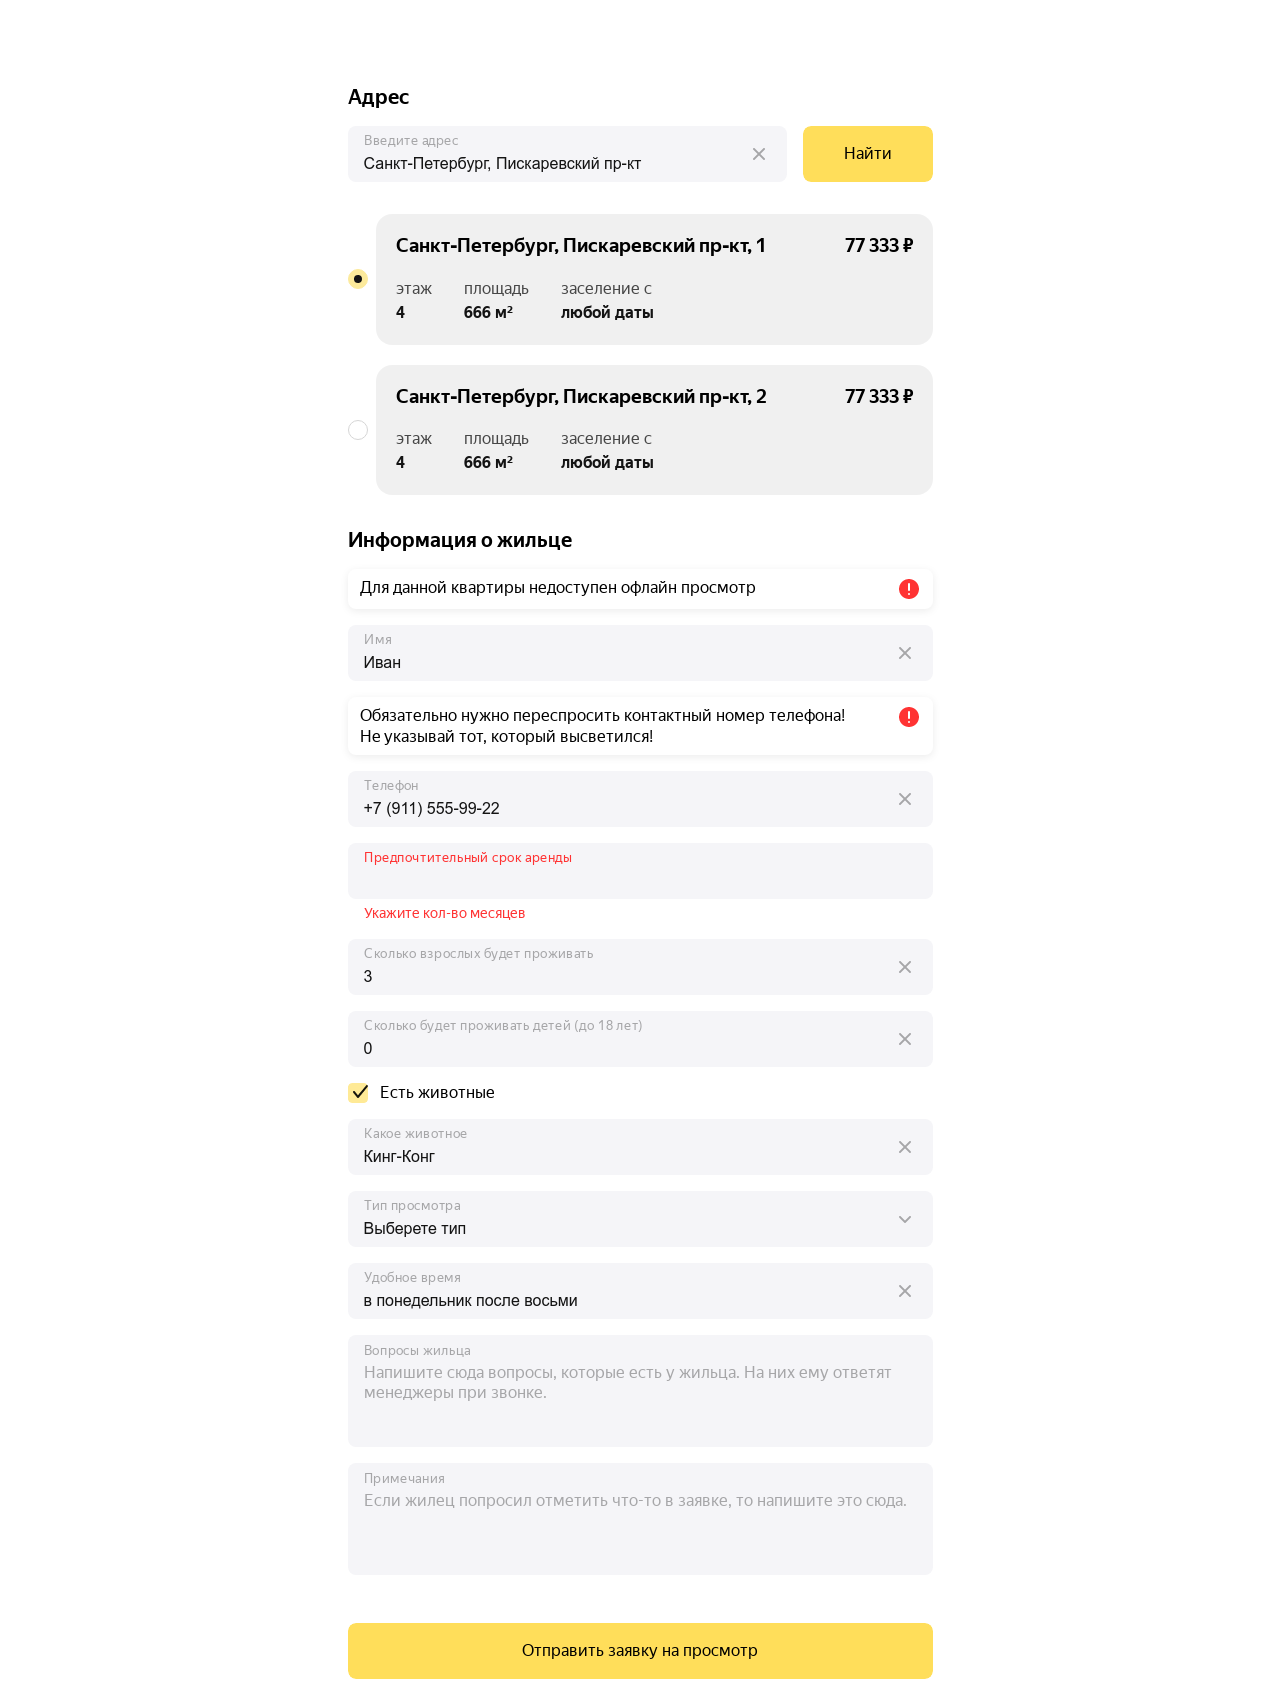 Адрес
Введите адрес
Санкт-Петербург, Пискаревский пр-кт
Найти
Санкт-Петербург, Пискаревский пр-кт, 1 77 333 ₽
этаж площадь заселение с
4 666 м² любой даты
Санкт-Петербург, Пискаревский пр-кт, 2 77 333 ₽
этаж площадь заселение с
4 666 м² любой даты
Информация о жильце
Для данной квартиры недоступен офлайн просмотр
Имя
Иван
Обязательно нужно переспросить контактный номер телефона!
Не указывай тот, который высветился!
Телефон
+7 (911) 555-99-22
Предпочтительный срок аренды
Укажите кол-во месяцев
Сколько взрослых будет проживать
3
Сколько будет проживать детей (до 18 лет)
0
Есть животные
Какое животное
Кинг-Конг
Тип просмотра
Выберете тип
Удобное время
в понедельник после восьми
Вопросы жильца
Напишите сюда вопросы, которые есть у жильца. На них ему ответят
менеджеры при звонке.
Примечания
Если жилец попросил отметить что-то в заявке, то напишите это сюда.
Отправить заявку на просмотр